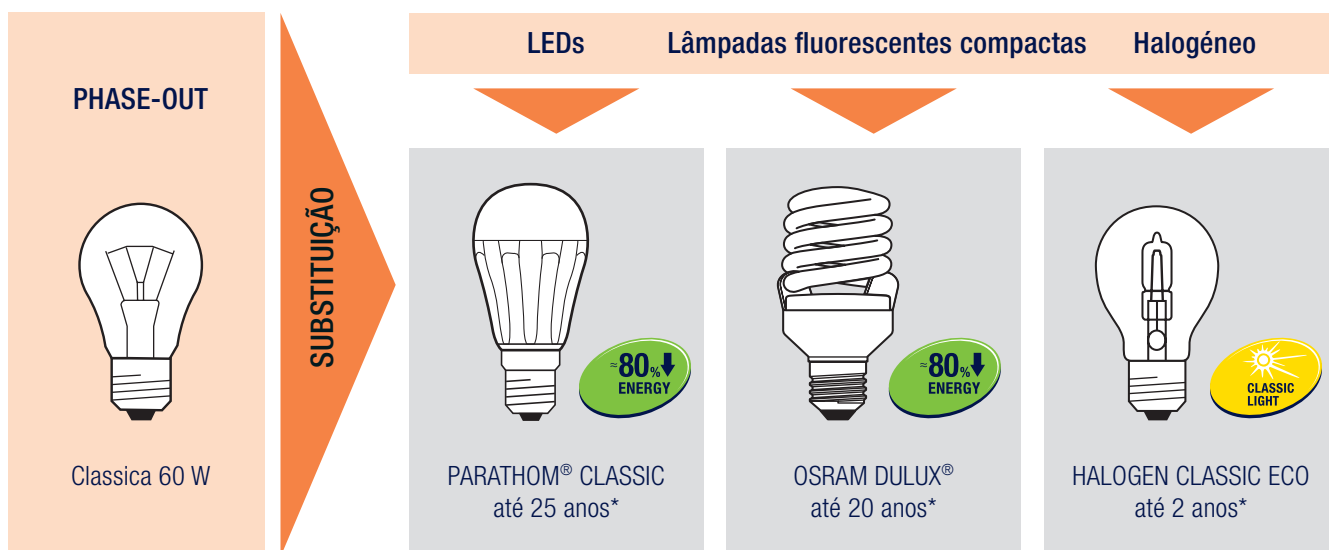 PHASE-OUT
Classica 60 W
SUBSTITUIÇÃO
LEDs
Lâmpadas fluorescentes compactas
Halogéneo
≈80%
ENERGY
PARATHOM® CLASSIC
até 25 anos*
≈80%
ENERGY
OSRAM DULUX®
até 20 anos*
CLASSIC
LIGHT
HALOGEN CLASSIC ECO
até 2 anos*